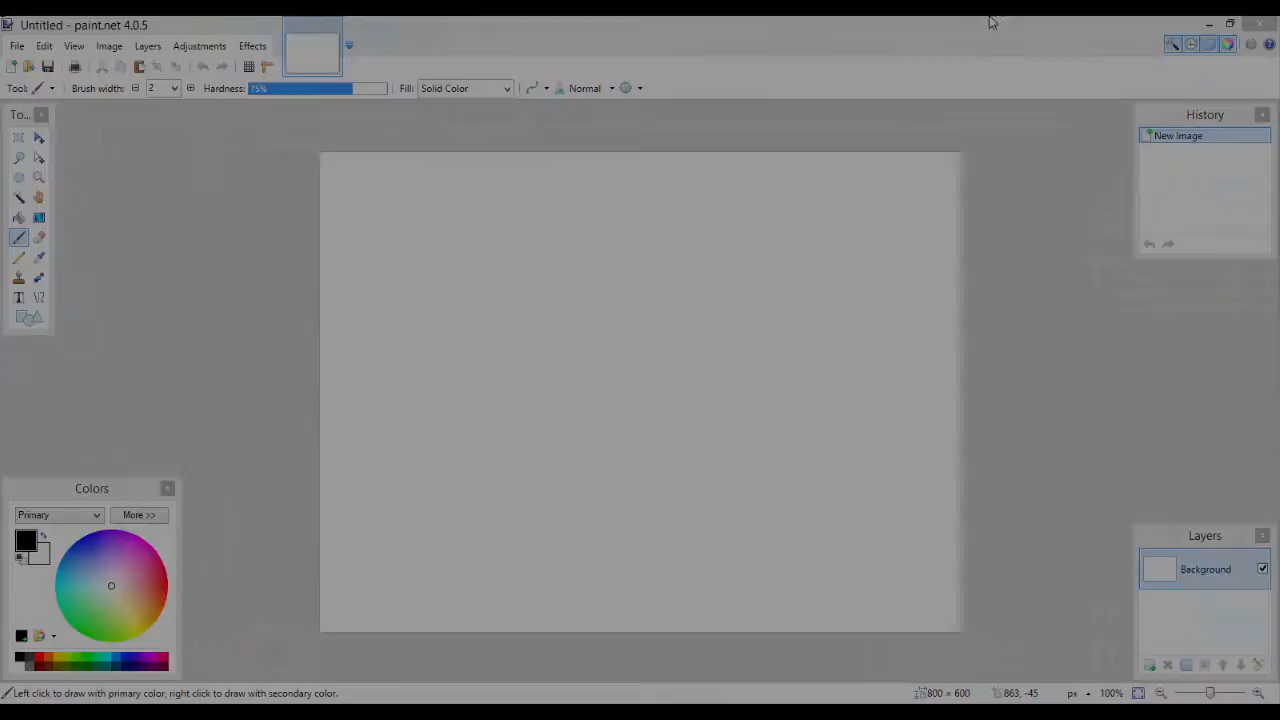 Untitled - paint.net 4.0.5
File Edit View Image Layers Adjustments Effects
Tool: Brush width: 2 Hardness: 75% Fill: Solid Color Normal
To...
History
New Image
Colors
Primary More >>
Layers
Background
Left click to draw with primary color, right click to draw with secondary color. 800 × 600 863, -45 px 100%